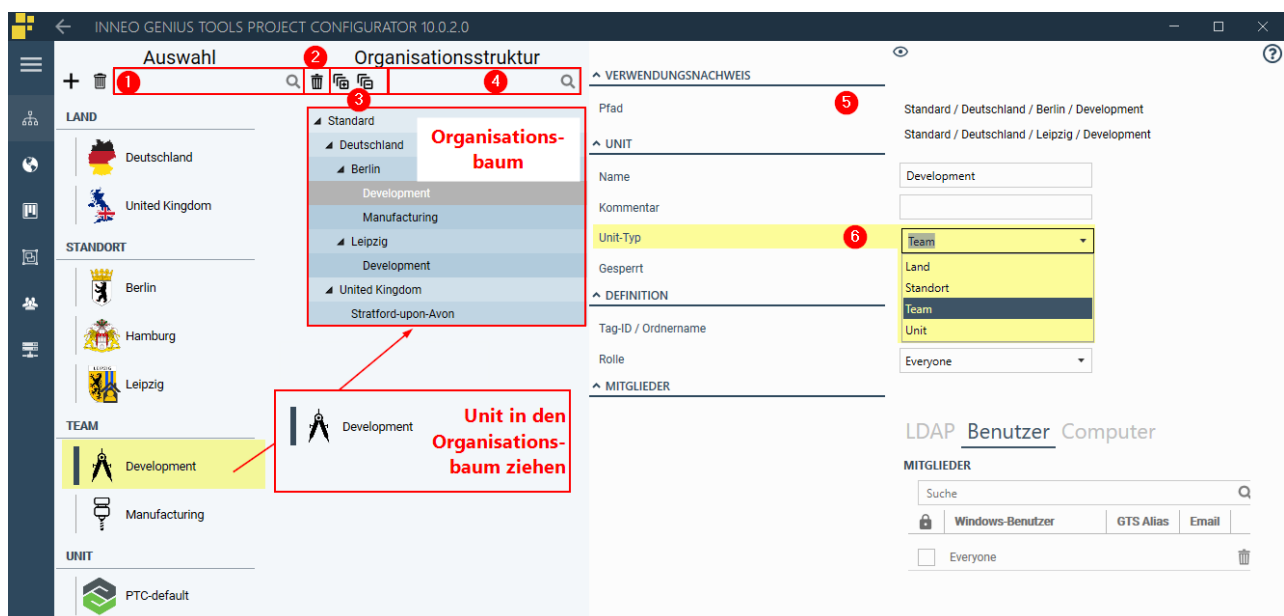 INNEO GENIUS TOOLS PROJECT CONFIGURATOR 10.0.2.0
Auswahl
1
LAND
Deutschland
United Kingdom
STANDORT
Berlin
Hamburg
LEIPZIG
Leipzig
TEAM
Development
Manufacturing
UNIT
PTC-default
2
Organisationsstruktur
3
4
Standard
Deutschland
Berlin
Development
Manufacturing
Leipzig
Development
United Kingdom
Stratford-upon-Avon
Organisations-
baum
Development
Unit in den
Organisations-
baum ziehen
VERWENDUNGSNACHWEIS
Pfad
5
Standard / Deutschland / Berlin / Development
Standard / Deutschland / Leipzig / Development
UNIT
Name
Development
Kommentar
Unit-Typ
6
Team
Land
Standort
Team
Unit
Gesperrt
DEFINITION
Tag-ID / Ordnername
Rolle
Everyone
MITGLIEDER
LDAP Benutzer Computer
MITGLIEDER
Suche
Windows-Benutzer GTS Alias Email
Everyone